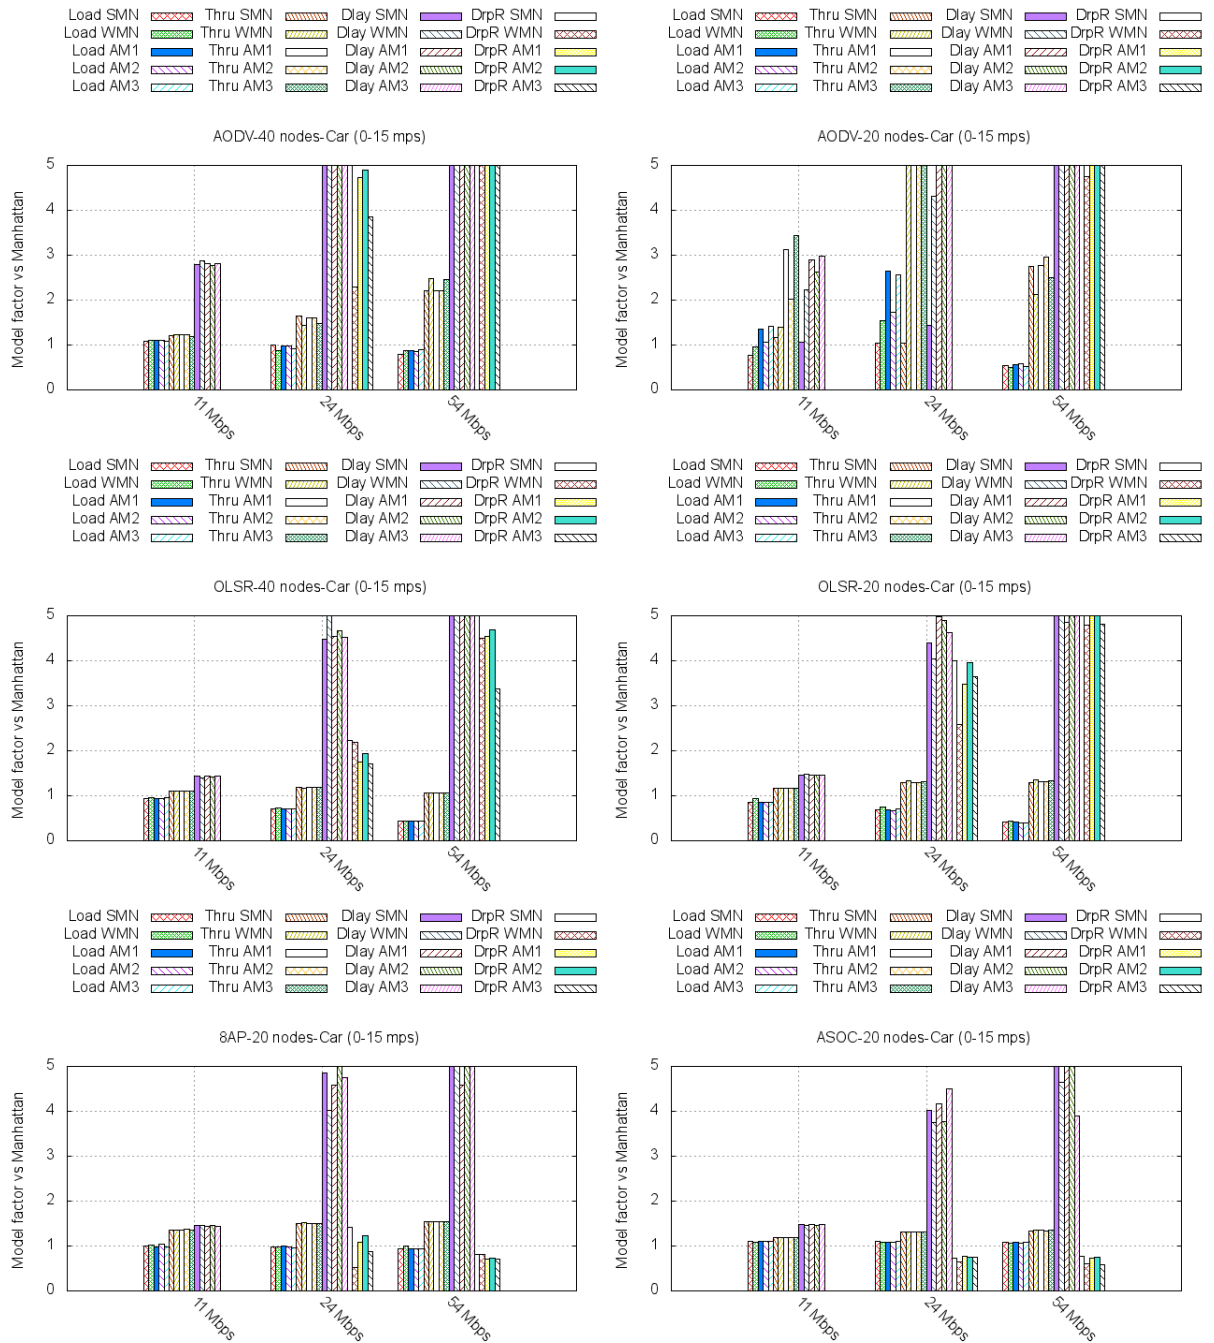 Load SMN Thru SMN Dlay SMN DrpR SMN
Load WMN Thru WMN Dlay WMN DrpR WMN
Load AM1 Thru AM1 Dlay AM1 DrpR AM1
Load AM2 Thru AM2 Dlay AM2 DrpR AM2
Load AM3 Thru AM3 Dlay AM3 DrpR AM3
AODV-40 nodes-Car (0-15 mps)
Model factor vs Manhattan
5
4
3
2
1
0
11 Mbps
24 Mbps
54 Mbps
Load SMN Thru SMN Dlay SMN DrpR SMN
Load WMN Thru WMN Dlay WMN DrpR WMN
Load AM1 Thru AM1 Dlay AM1 DrpR AM1
Load AM2 Thru AM2 Dlay AM2 DrpR AM2
Load AM3 Thru AM3 Dlay AM3 DrpR AM3
AODV-20 nodes-Car (0-15 mps)
Model factor vs Manhattan
5
4
3
2
1
0
11 Mbps
24 Mbps
54 Mbps
Load SMN Thru SMN Dlay SMN DrpR SMN
Load WMN Thru WMN Dlay WMN DrpR WMN
Load AM1 Thru AM1 Dlay AM1 DrpR AM1
Load AM2 Thru AM2 Dlay AM2 DrpR AM2
Load AM3 Thru AM3 Dlay AM3 DrpR AM3
OLSR-40 nodes-Car (0-15 mps)
Model factor vs Manhattan
5
4
3
2
1
0
11 Mbps
24 Mbps
54 Mbps
Load SMN Thru SMN Dlay SMN DrpR SMN
Load WMN Thru WMN Dlay WMN DrpR WMN
Load AM1 Thru AM1 Dlay AM1 DrpR AM1
Load AM2 Thru AM2 Dlay AM2 DrpR AM2
Load AM3 Thru AM3 Dlay AM3 DrpR AM3
OLSR-20 nodes-Car (0-15 mps)
Model factor vs Manhattan
5
4
3
2
1
0
11 Mbps
24 Mbps
54 Mbps
Load SMN Thru SMN Dlay SMN DrpR SMN
Load WMN Thru WMN Dlay WMN DrpR WMN
Load AM1 Thru AM1 Dlay AM1 DrpR AM1
Load AM2 Thru AM2 Dlay AM2 DrpR AM2
Load AM3 Thru AM3 Dlay AM3 DrpR AM3
8AP-20 nodes-Car (0-15 mps)
Model factor vs Manhattan
5
4
3
2
1
0
11 Mbps
24 Mbps
54 Mbps
Load SMN Thru SMN Dlay SMN DrpR SMN
Load WMN Thru WMN Dlay WMN DrpR WMN
Load AM1 Thru AM1 Dlay AM1 DrpR AM1
Load AM2 Thru AM2 Dlay AM2 DrpR AM2
Load AM3 Thru AM3 Dlay AM3 DrpR AM3
ASOC-20 nodes-Car (0-15 mps)
Model factor vs Manhattan
5
4
3
2
1
0
11 Mbps
24 Mbps
54 Mbps